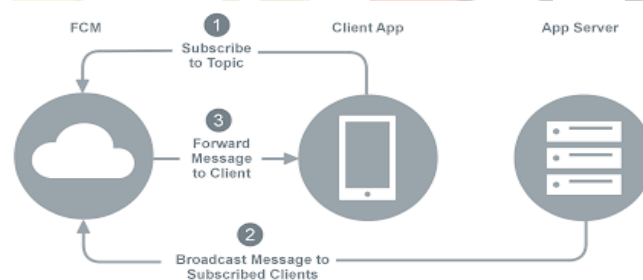 FCM
Client App
App Server
1
Subscribe
to Topic
3
Forward
Message
to Client
2
Broadcast Message to
Subscribed Clients